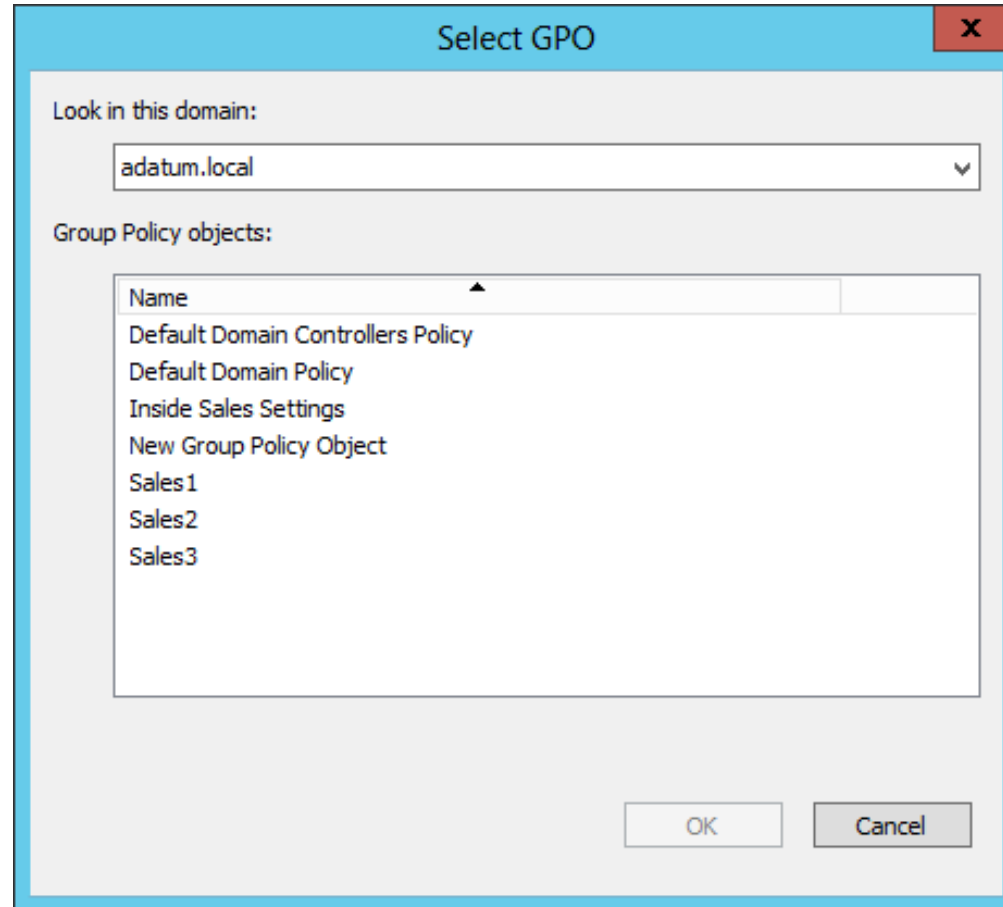 Select GPO
x
Look in this domain:
adatum.local
Group Policy objects:
Name
Default Domain Controllers Policy
Default Domain Policy
Inside Sales Settings
New Group Policy Object
Sales1
Sales2
Sales3
OK Cancel